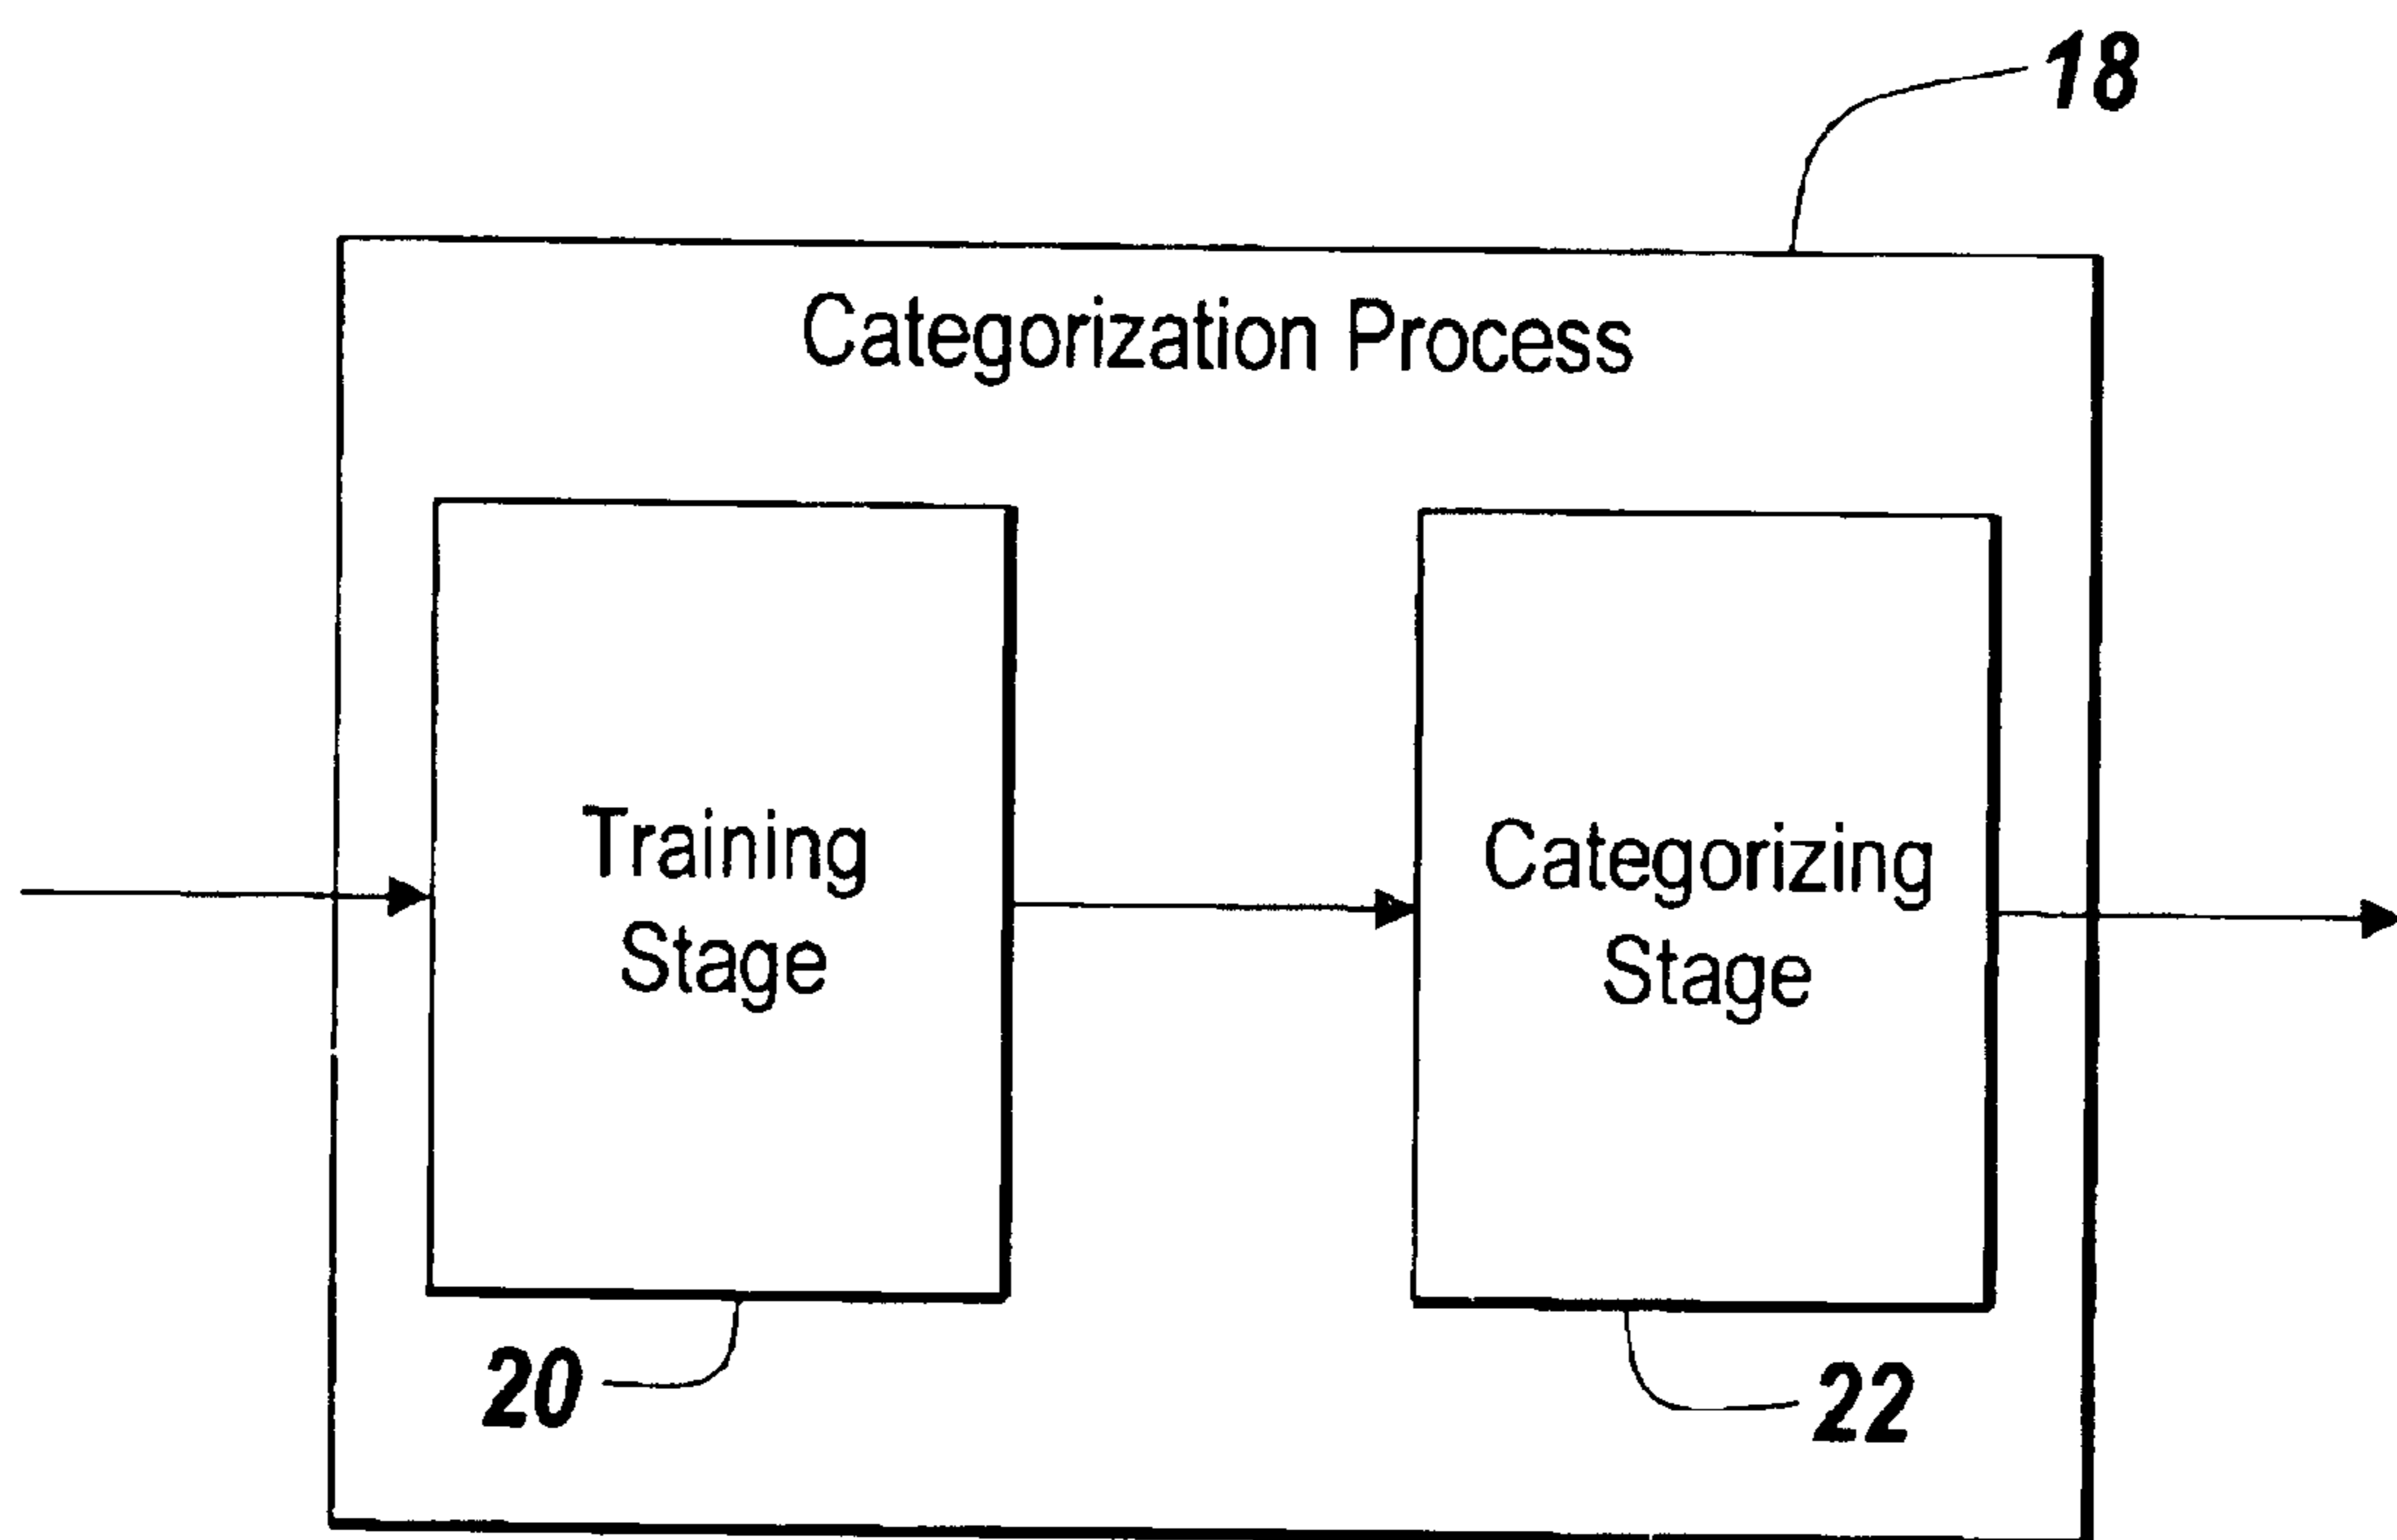 18
Categorization Process
Training
Stage
Categorizing
Stage
20
22